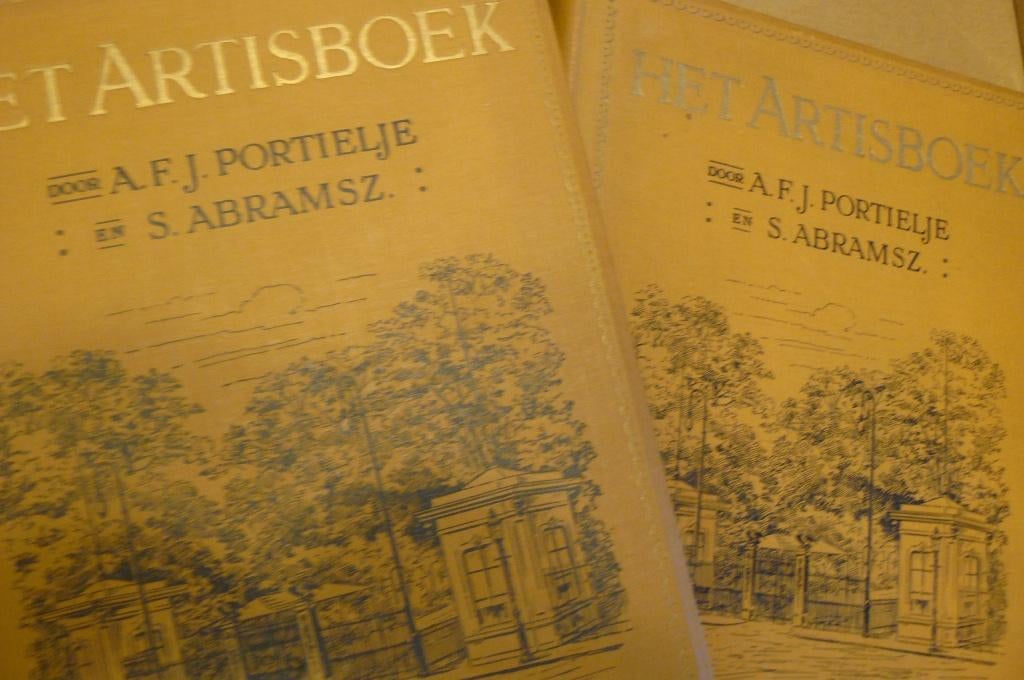 ET ARTISBOEK
DOOR A.F.J. PORTIELJE
: EN S. ABRAMSZ. :
HET ARTISBOEK
DOOR A.F.J. PORTIELJE
: EN S. ABRAMSZ. :